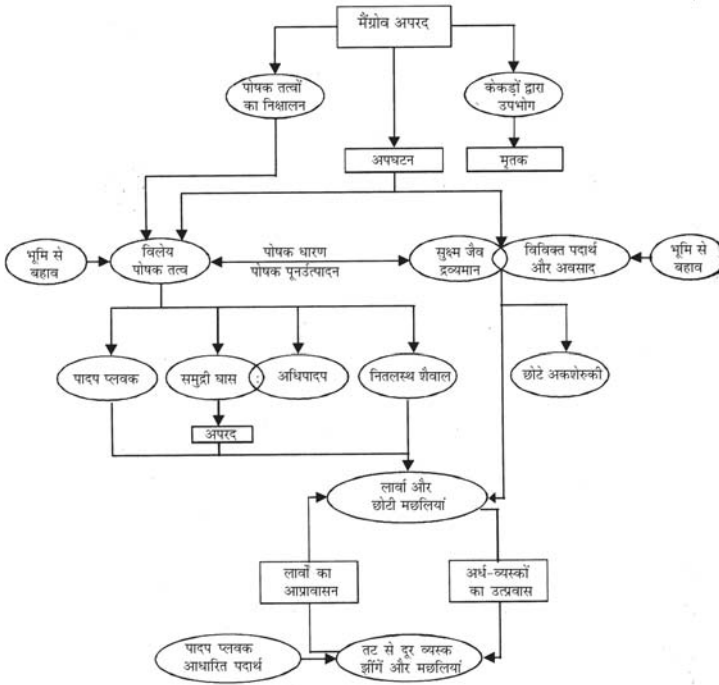 मैंग्रोव अपरद
पोषक तत्वों
का निक्षालन
केकड़ों द्वारा
उपभोग
अपघटन
मृतक
भूमि से
बहाव
विलेय
पोषक तत्व
पोषक धारण
पोषक पुनर्उत्पादन
सुक्ष्म जैव
द्रव्यमान
विविक्त पदार्थ
और अवसाद
भूमि से
बहाव
पादप प्लवक
समुद्री घास
अधिपादप
नितलस्थ शैवाल
छोटे अकशेरुकी
अपरद
लार्वा और
छोटी मछलियां
लार्वों का
आप्रावासन
अर्ध-व्यस्कों
का उत्प्रवास
पादप प्लवक
आधारित पदार्थ
तट से दूर व्यस्क
झींगें और मछलियां